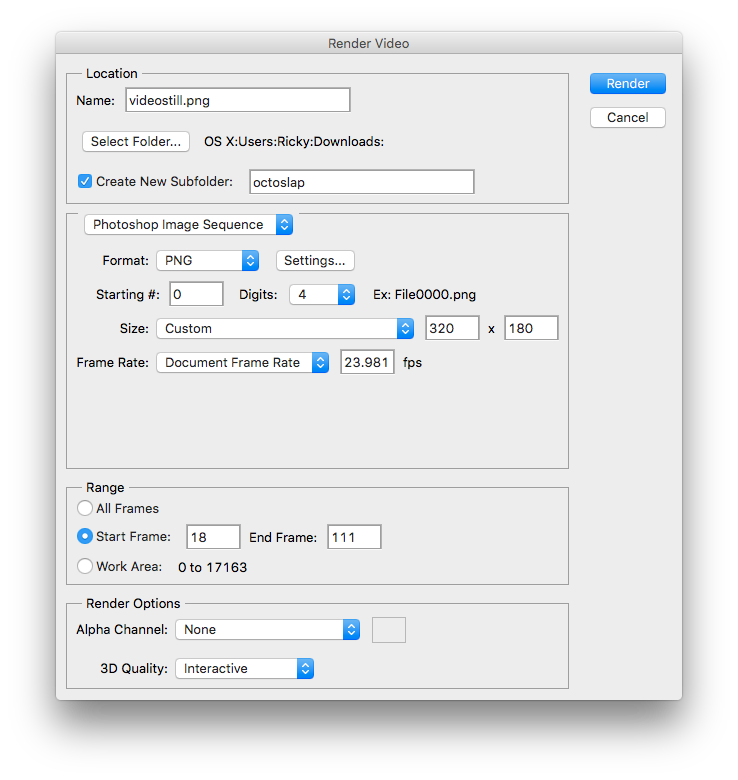 Render Video
Location
Name: videostill.png
Render
Cancel
Select Folder... OS X:Users:Ricky:Downloads:
Create New Subfolder: octoslap
Photoshop Image Sequence
Format: PNG Settings...
Starting #: 0 Digits: 4 Ex: File0000.png
Size: Custom 320 x 180
Frame Rate: Document Frame Rate 23.981 fps
Range
All Frames
Start Frame: 18 End Frame: 111
Work Area: 0 to 17163
Render Options
Alpha Channel: None
3D Quality: Interactive